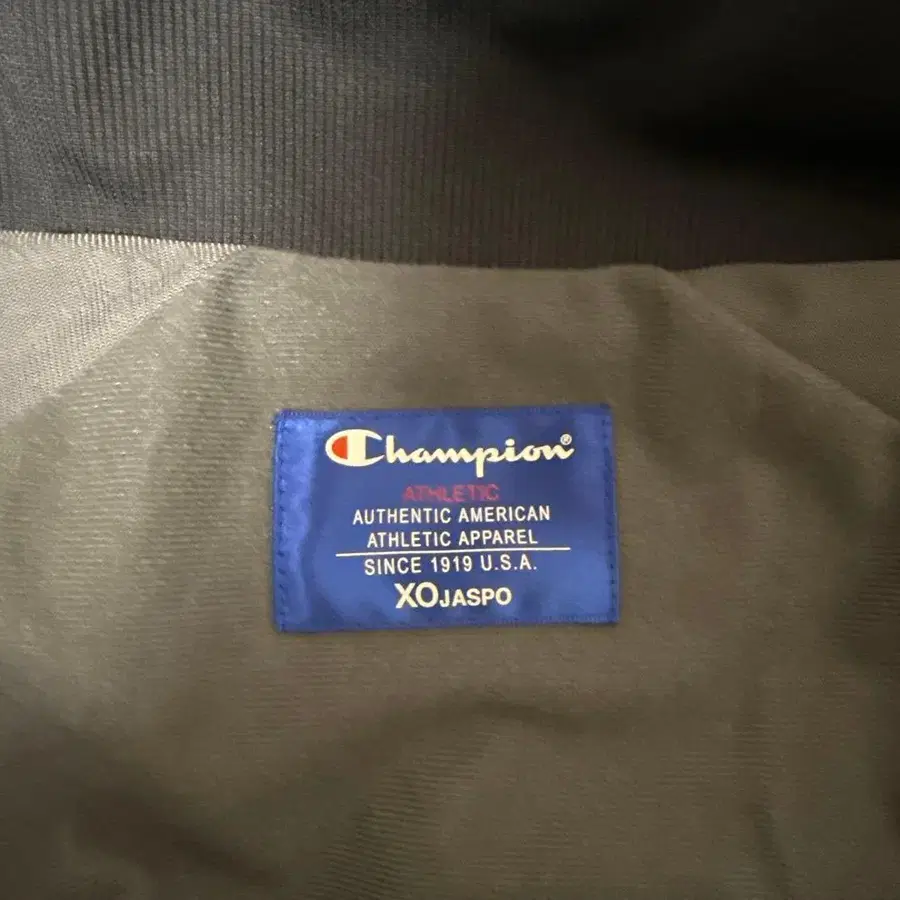 Champion®
ATHLETIC
AUTHENTIC AMERICAN
ATHLETIC APPAREL
SINCE 1919 U.S.A.
XOJASPO